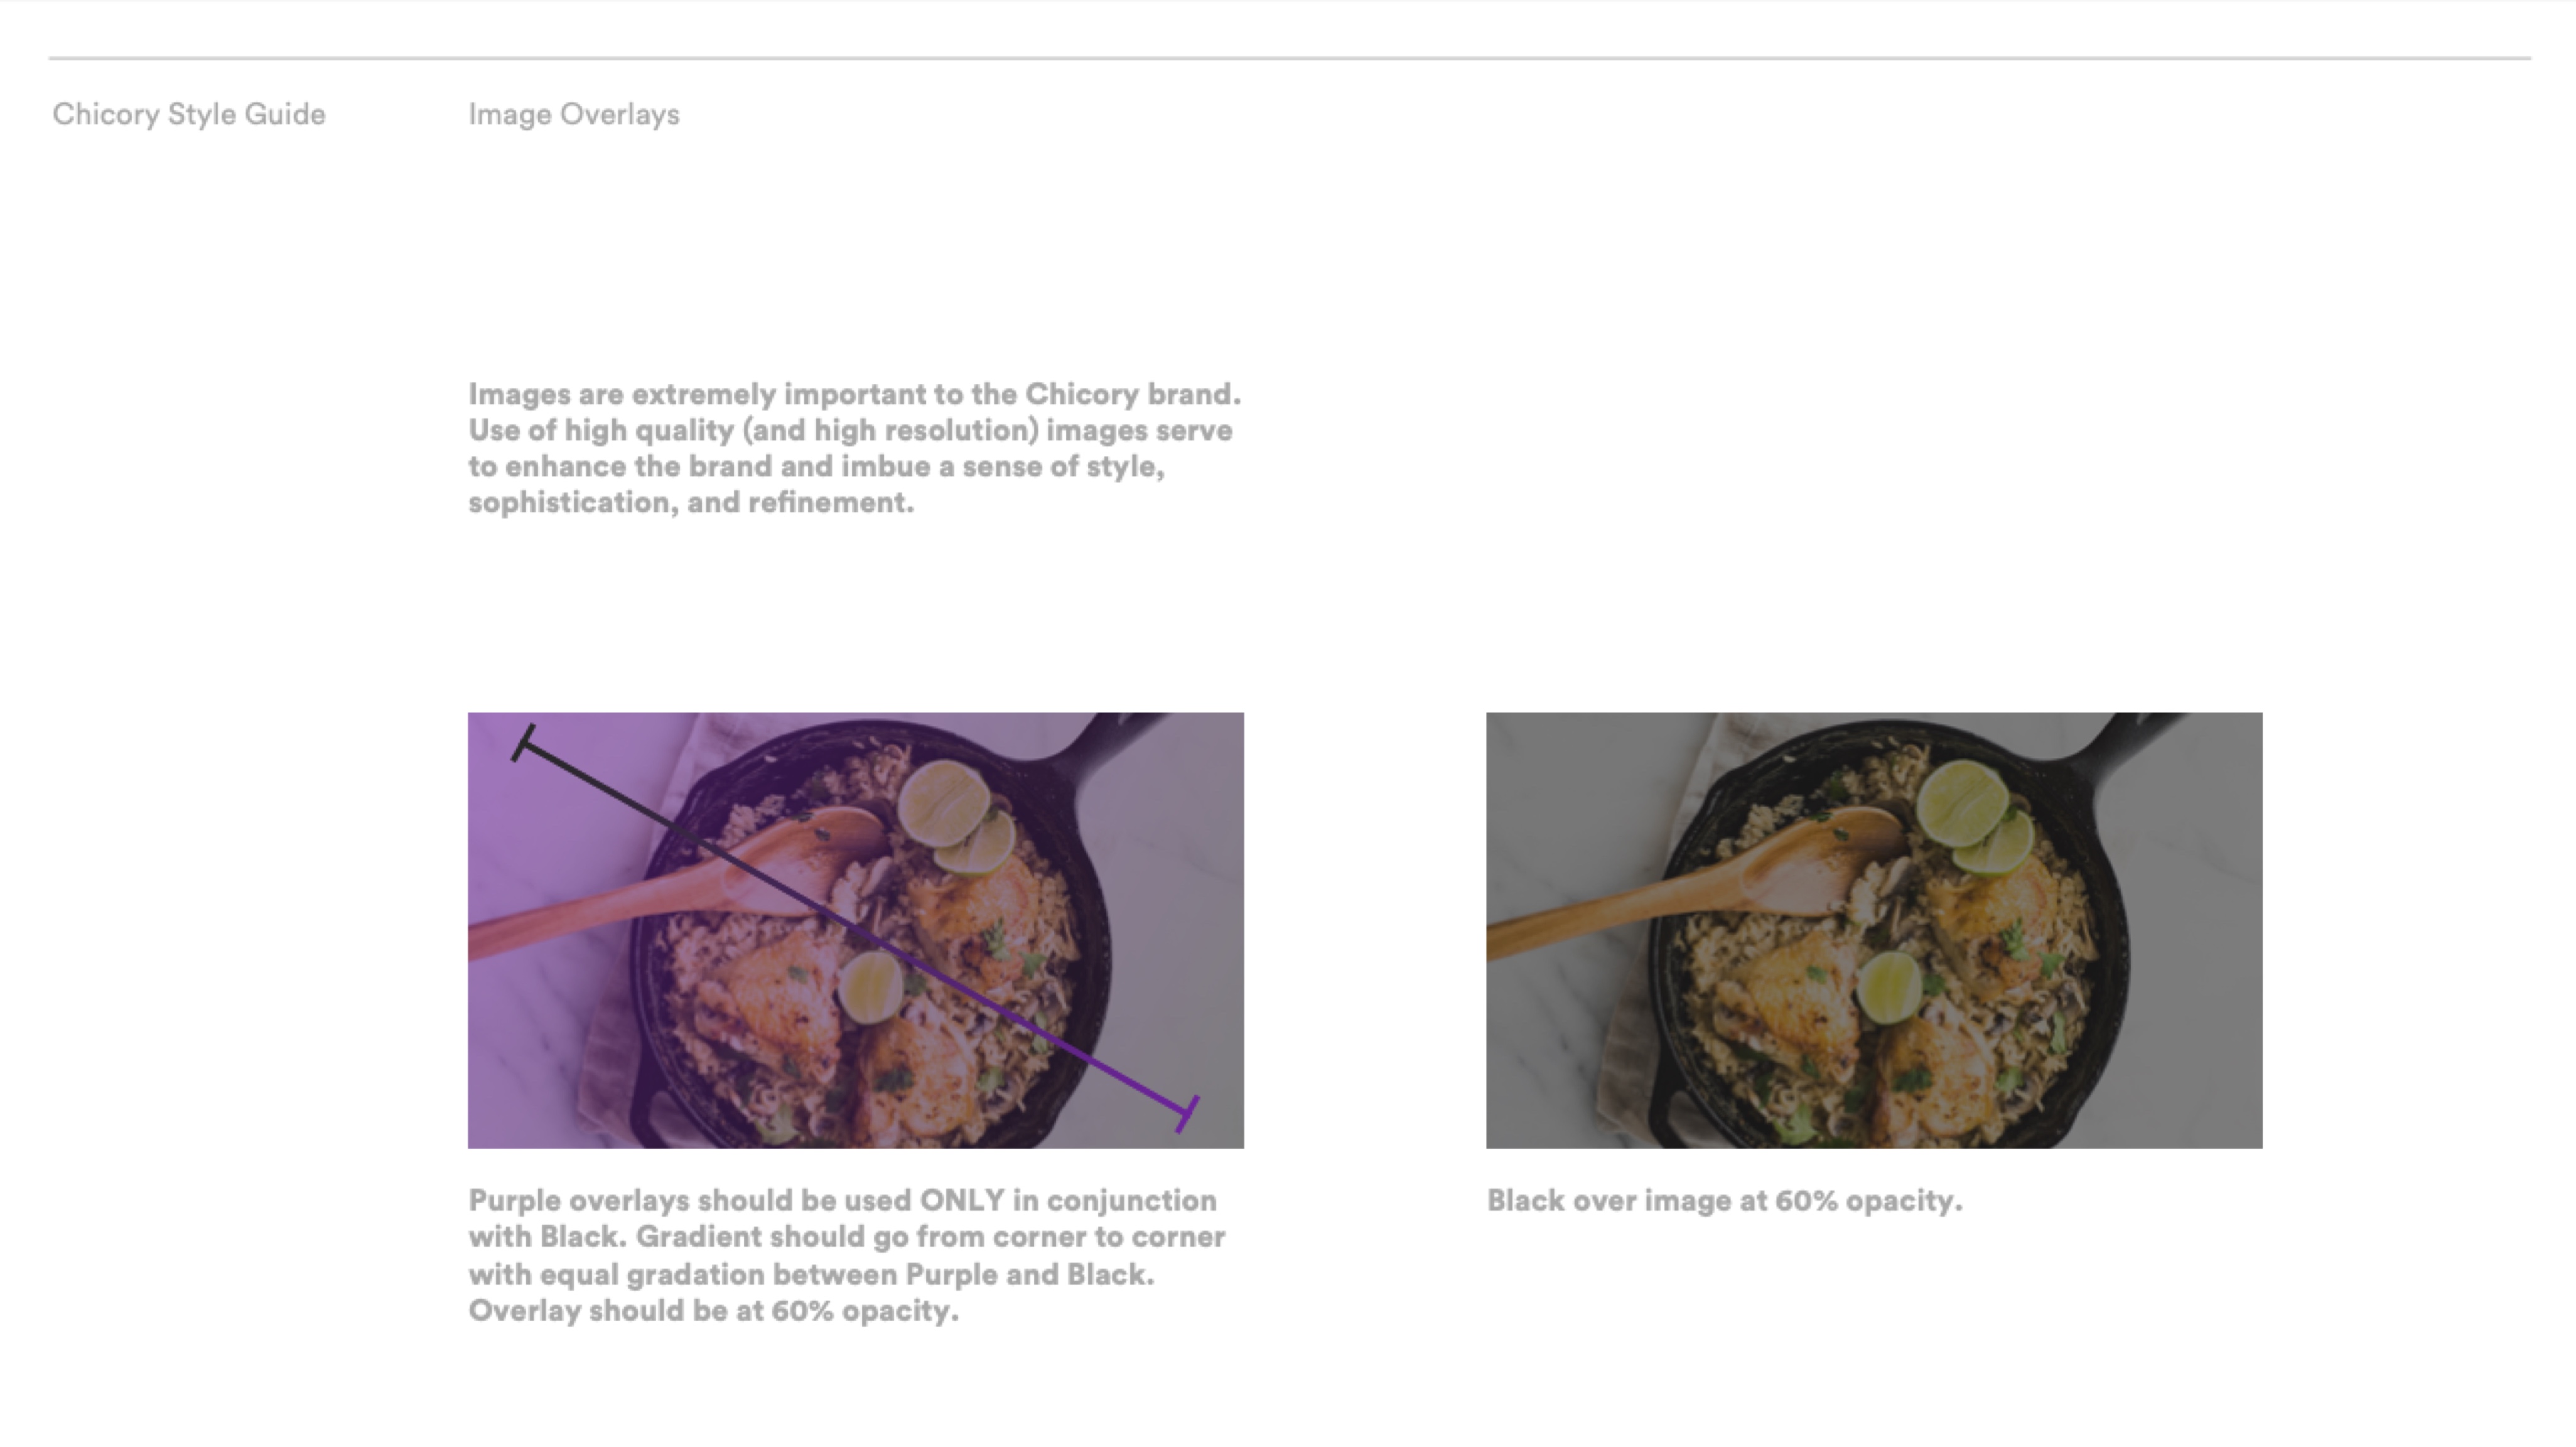 Chicory Style Guide
Image Overlays
Images are extremely important to the Chicory brand.
Use of high quality (and high resolution) images serve
to enhance the brand and imbue a sense of style,
sophistication, and refinement.
Purple overlays should be used ONLY in conjunction
with Black. Gradient should go from corner to corner
with equal gradation between Purple and Black.
Overlay should be at 60% opacity.
Black over image at 60% opacity.